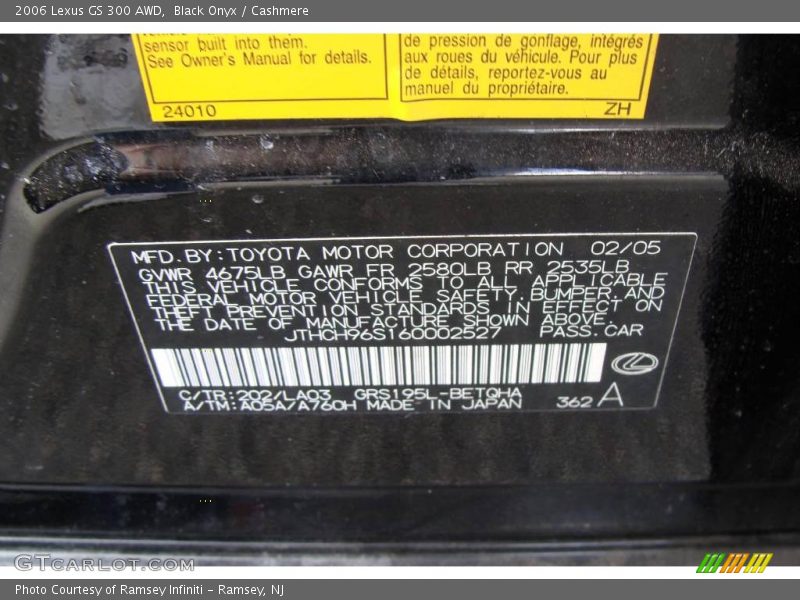 2006 Lexus GS 300 AWD, Black Onyx / Cashmere
sensor built into them.
See Owner's Manual for details.
24010
de pression de gonflage, intégrés
aux roues du véhicule. Pour plus
de détails, reportez-vous au
manuel du propriétaire.
ZH
MFD.BY:TOYOTA MOTOR CORPORATION 02/05
GVWR 4675LB GAWR FR 2580LB RR 2535LB
THIS VEHICLE CONFORMS TO ALL APPLICABLE
FEDERAL MOTOR VEHICLE SAFETY,BUMPER,AND
THEFT PREVENTION STANDARDS IN EFFECT ON
THE DATE OF MANUFACTURE SHOWN ABOVE.
JTHCH96S160002527 PASS.CAR
C/TR:202/LA03 GRS195L-BETQHA
A/TM:A05A/A760H MADE IN JAPAN 362 A
GTCARLOT.COM
Photo Courtesy of Ramsey Infiniti - Ramsey, NJ